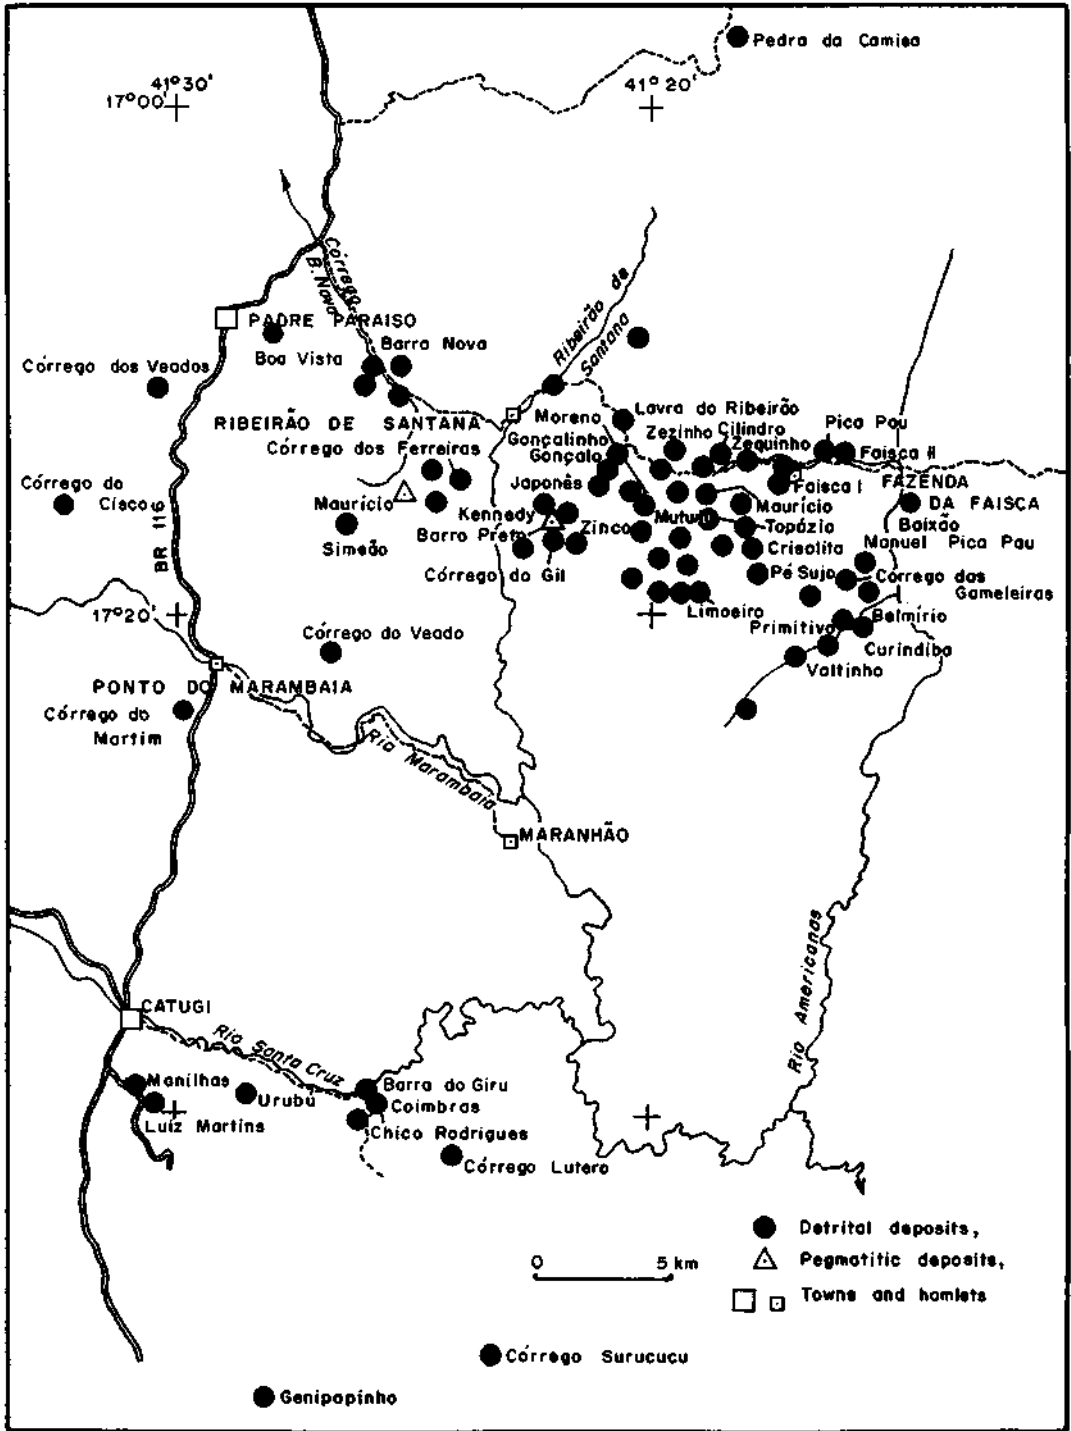 Pedra da Camisa
41°30'
17°00'
41°20'
Córrego
B. Novo
Ribeirão de
Santana
PADRE PARAISO
Boa Vista
Barra Nova
Córrego dos Veados
RIBEIRÃO DE SANTANA
Moreno
Lavra do Ribeirão
Gonçalinho
Gonçalo
Zezinho
Cilindro
Zequinho
Pica Pau
Faisca II
Córrego dos Ferreiras
Córrego do
Cisco
Maurício
Simeão
Japonês
Kennedy
Barro Preto
Zinco
Mutum
Faisca I
FAZENDA
DA FAISCA
Maurício
Topázio
Baixão
Crisolita
Manuel Pica Pau
BR 116
Córrego do Gil
Pé Sujo
Córrego das
Gameleiras
17°20'
Limoeiro
Primitivo
Belmírio
Curindiba
Valtinho
Córrego do Veado
PONTO DO MARAMBAIA
Córrego do
Martim
Rio Marambaia
MARANHÃO
Rio Americanas
CATUGI
Rio Santa Cruz
Manilhas
Urubú
Luiz Martins
Barra do Giru
Coimbras
Chico Rodrigues
Córrego Lutero
Detrital deposits,
0 5 km
Pegmatitic deposits,
Towns and hamlets
Córrego Surucucu
Genipapinho